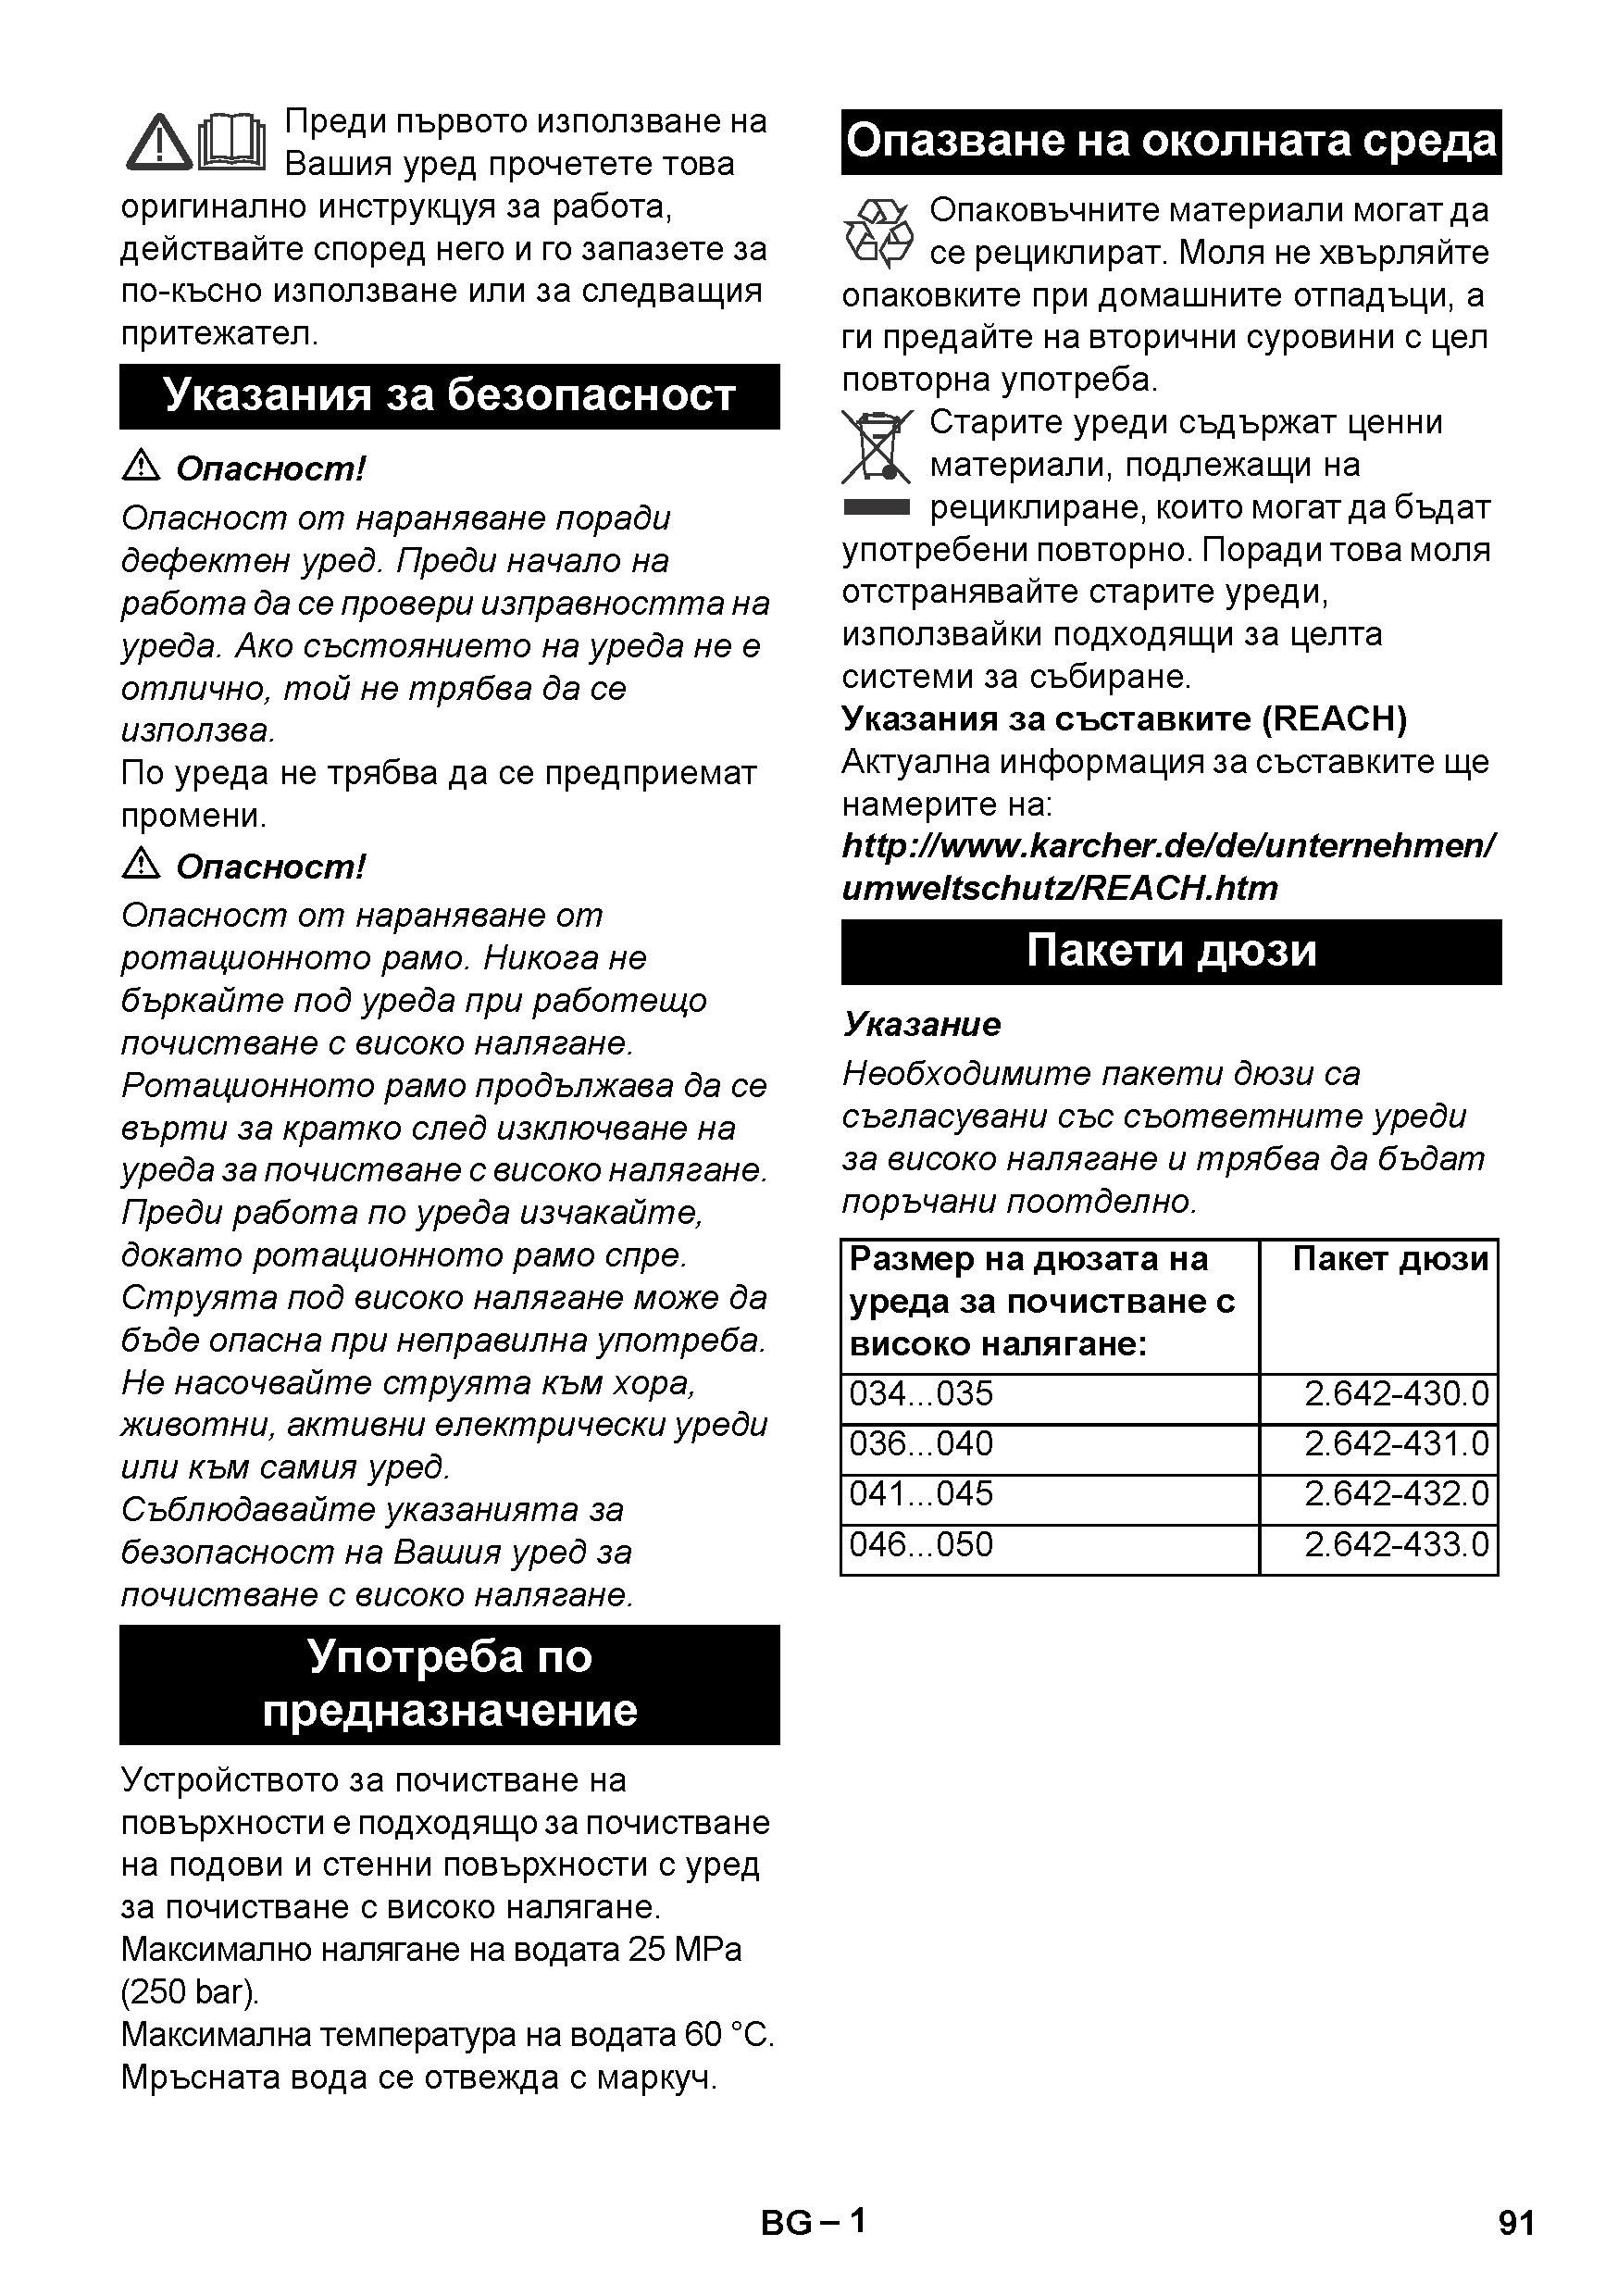 Преди първото използване на
Вашия уред прочетете това
оригинално инструкцуя за работа,
действайте според него и го запазете за
по-късно използване или за следващия
притежател.
Указания за безопасност
Опасност!
Опасност от нараняване поради
дефектен уред. Преди начало на
работа да се провери изправността на
уреда. Ако състоянието на уреда не е
отлично, той не трябва да се
използва.
По уреда не трябва да се предприемат
промени.
Опасност!
Опасност от нараняване от
ротационното рамо. Никога не
бъркайте под уреда при работещо
почистване с високо налягане.
Ротационното рамо продължава да се
върти за кратко след изключване на
уреда за почистване с високо налягане.
Преди работа по уреда изчакайте,
докато ротационното рамо спре.
Струята под високо налягане може да
бъде опасна при неправилна употреба.
Не насочвайте струята към хора,
животни, активни електрически уреди
или към самия уред.
Съблюдавайте указанията за
безопасност на Вашия уред за
почистване с високо налягане.
Употреба по
предназначение
Устройството за почистване на
повърхности е подходящо за почистване
на подови и стенни повърхности с уред
за почистване с високо налягане.
Максимално налягане на водата 25 MPa
(250 bar).
Максимална температура на водата 60 °C.
Мръсната вода се отвежда с маркуч.
Опазване на околната среда
Опаковъчните материали могат да
се рециклират. Моля не хвърляйте
опаковките при домашните отпадъци, а
ги предайте на вторични суровини с цел
повторна употреба.
Старите уреди съдържат ценни
материали, подлежащи на
рециклиране, които могат да бъдат
употребени повторно. Поради това моля
отстранявайте старите уреди,
използвайки подходящи за целта
системи за събиране.
Указания за съставките (REACH)
Актуална информация за съставките ще
намерите на:
http://www.karcher.de/de/unternehmen/
umweltschutz/REACH.htm
Пакети дюзи
Указание
Необходимите пакети дюзи са
съгласувани със съответните уреди
за високо налягане и трябва да бъдат
поръчани поотделно.
Размер на дюзата на Пакет дюзи
уреда за почистване с
високо налягане:
034...035 2.642-430.0
036...040 2.642-431.0
041...045 2.642-432.0
046...050 2.642-433.0
BG – 1 91